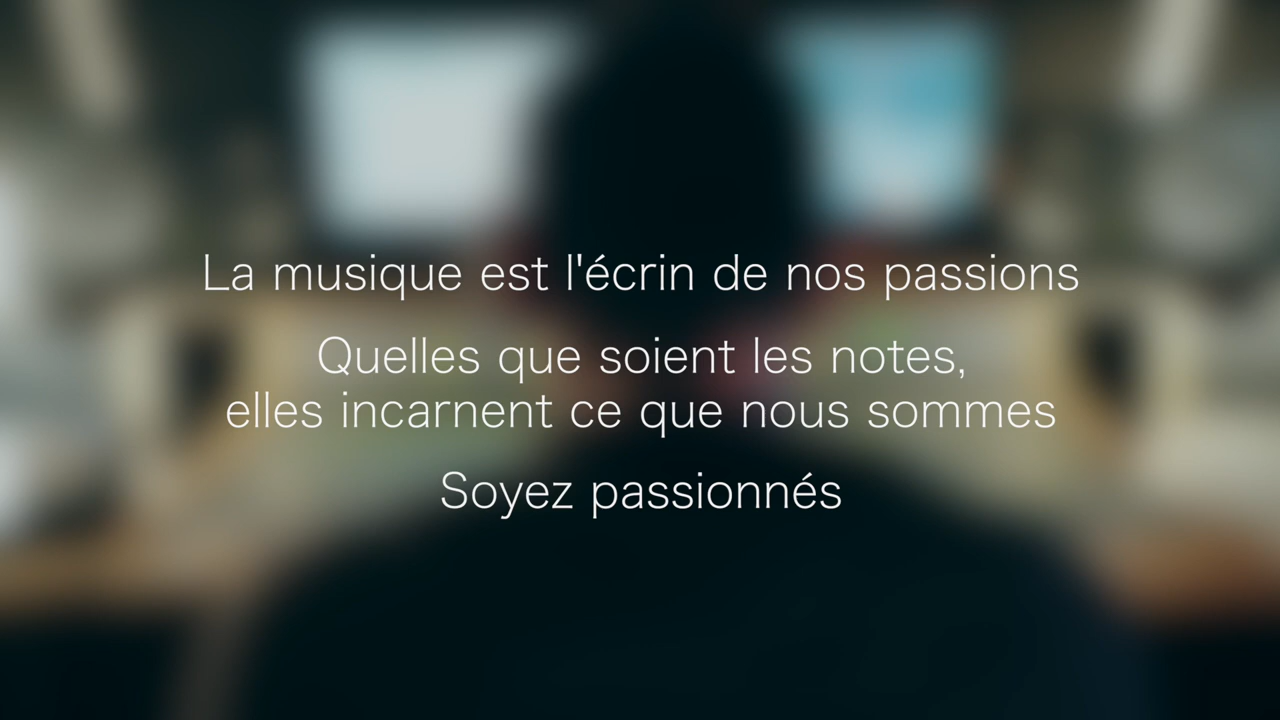 La musique est l'écrin de nos passions
Quelles que soient les notes,
elles incarnent ce que nous sommes
Soyez passionnés